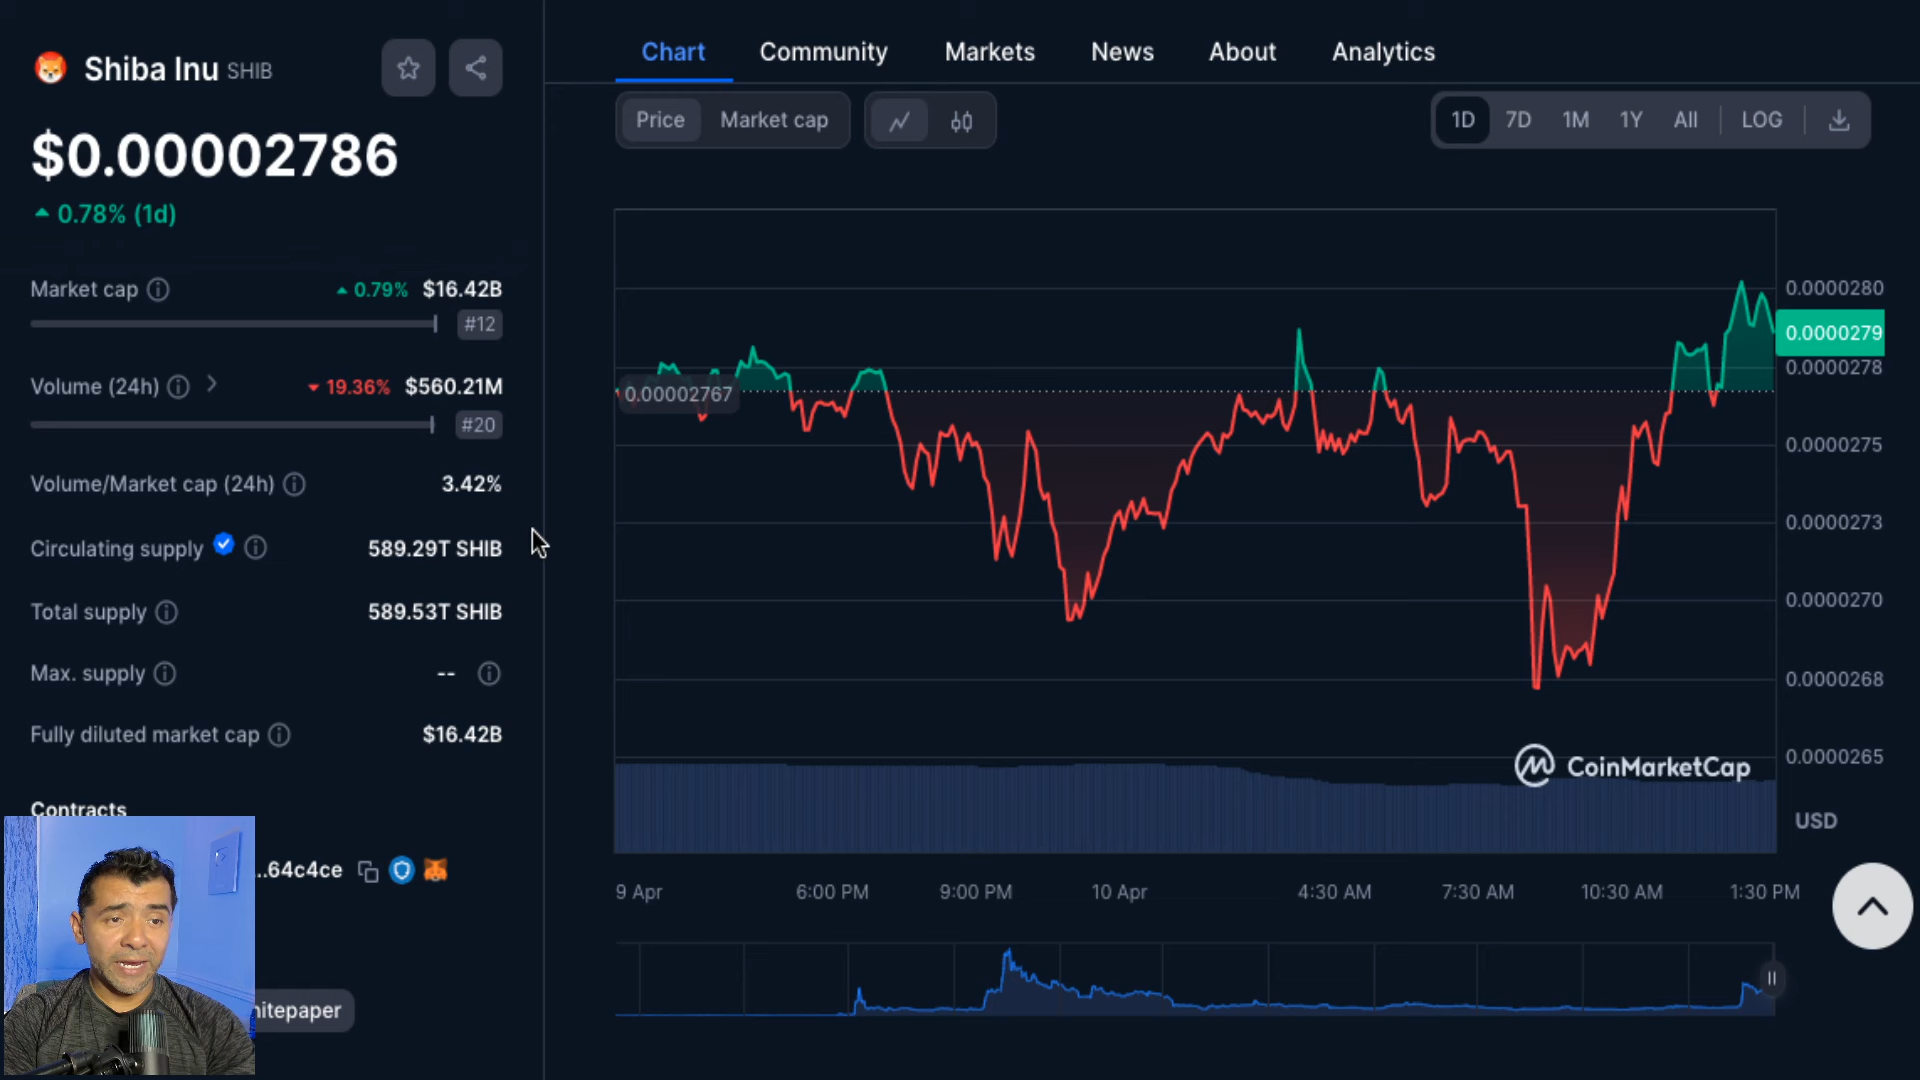 Shiba Inu SHIB
$0.00002786
0.78% (1d)
Market cap
0.79% $16.42B
#12
Volume (24h)
19.36% $560.21M
#20
Volume/Market cap (24h)
3.42%
Circulating supply
589.29T SHIB
Total supply
589.53T SHIB
Max. supply
--
Fully diluted market cap
$16.42B
Contracts
..64c4ce
hitepaper
Chart Community Markets News About Analytics
Price Market cap
1D 7D 1M 1Y All LOG
0.0000280
0.0000279
0.0000278
0.00002767
0.0000275
0.0000273
0.0000270
0.0000268
0.0000265
CoinMarketCap
USD
9 Apr 6:00 PM 9:00 PM 10 Apr 4:30 AM 7:30 AM 10:30 AM 1:30 PM